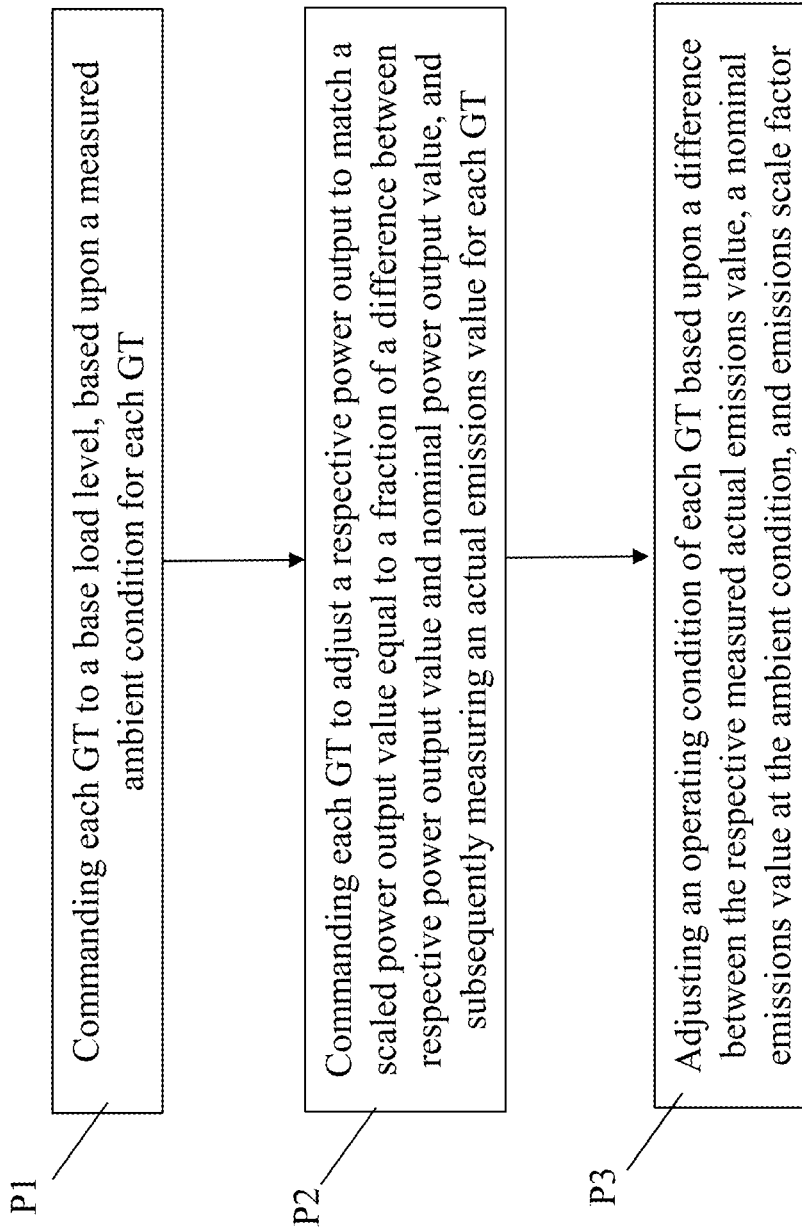 P1
Commanding each GT to a base load level, based upon a measured
ambient condition for each GT
P2
Commanding each GT to adjust a respective power output to match a
scaled power output value equal to a fraction of a difference between
respective power output value and nominal power output value, and
subsequently measuring an actual emissions value for each GT
P3
Adjusting an operating condition of each GT based upon a difference
between the respective measured actual emissions value, a nominal
emissions value at the ambient condition, and emissions scale factor